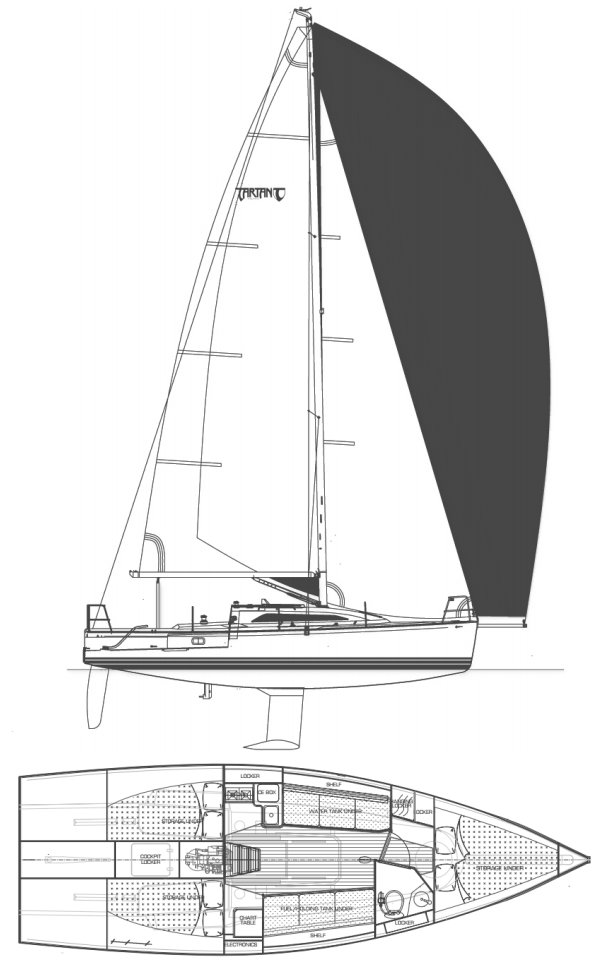 TARTAN
LOCKER
SHELF
ICE BOX
HANGING
LOCKER
LOCKER
STORAGE UNDER
WATER TANK UNDER
COCKPIT
LOCKER
STORAGE UNDER
STORAGE UNDER
FUEL/HOLDING TANK UNDER
CHART
TABLE
LOCKER
SHELF
ELECTRONICS